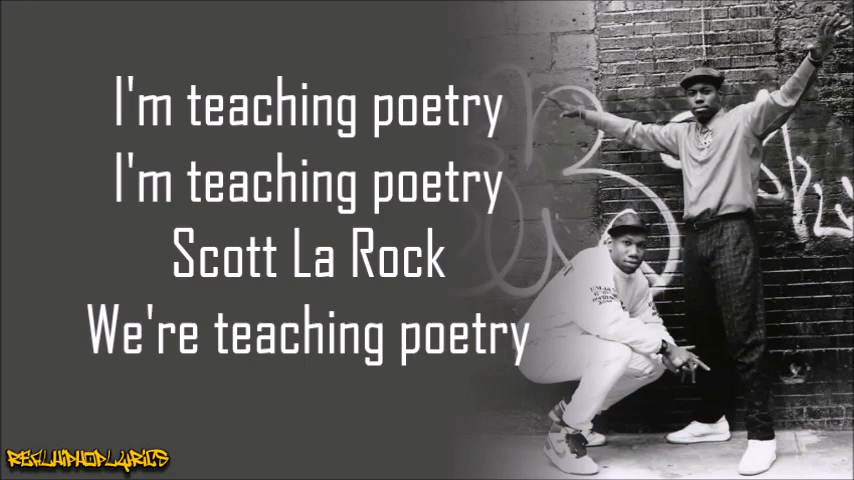 I'm teaching poetry
I'm teaching poetry
Scott La Rock
We're teaching poetry
REALHIPHOPLYRICS